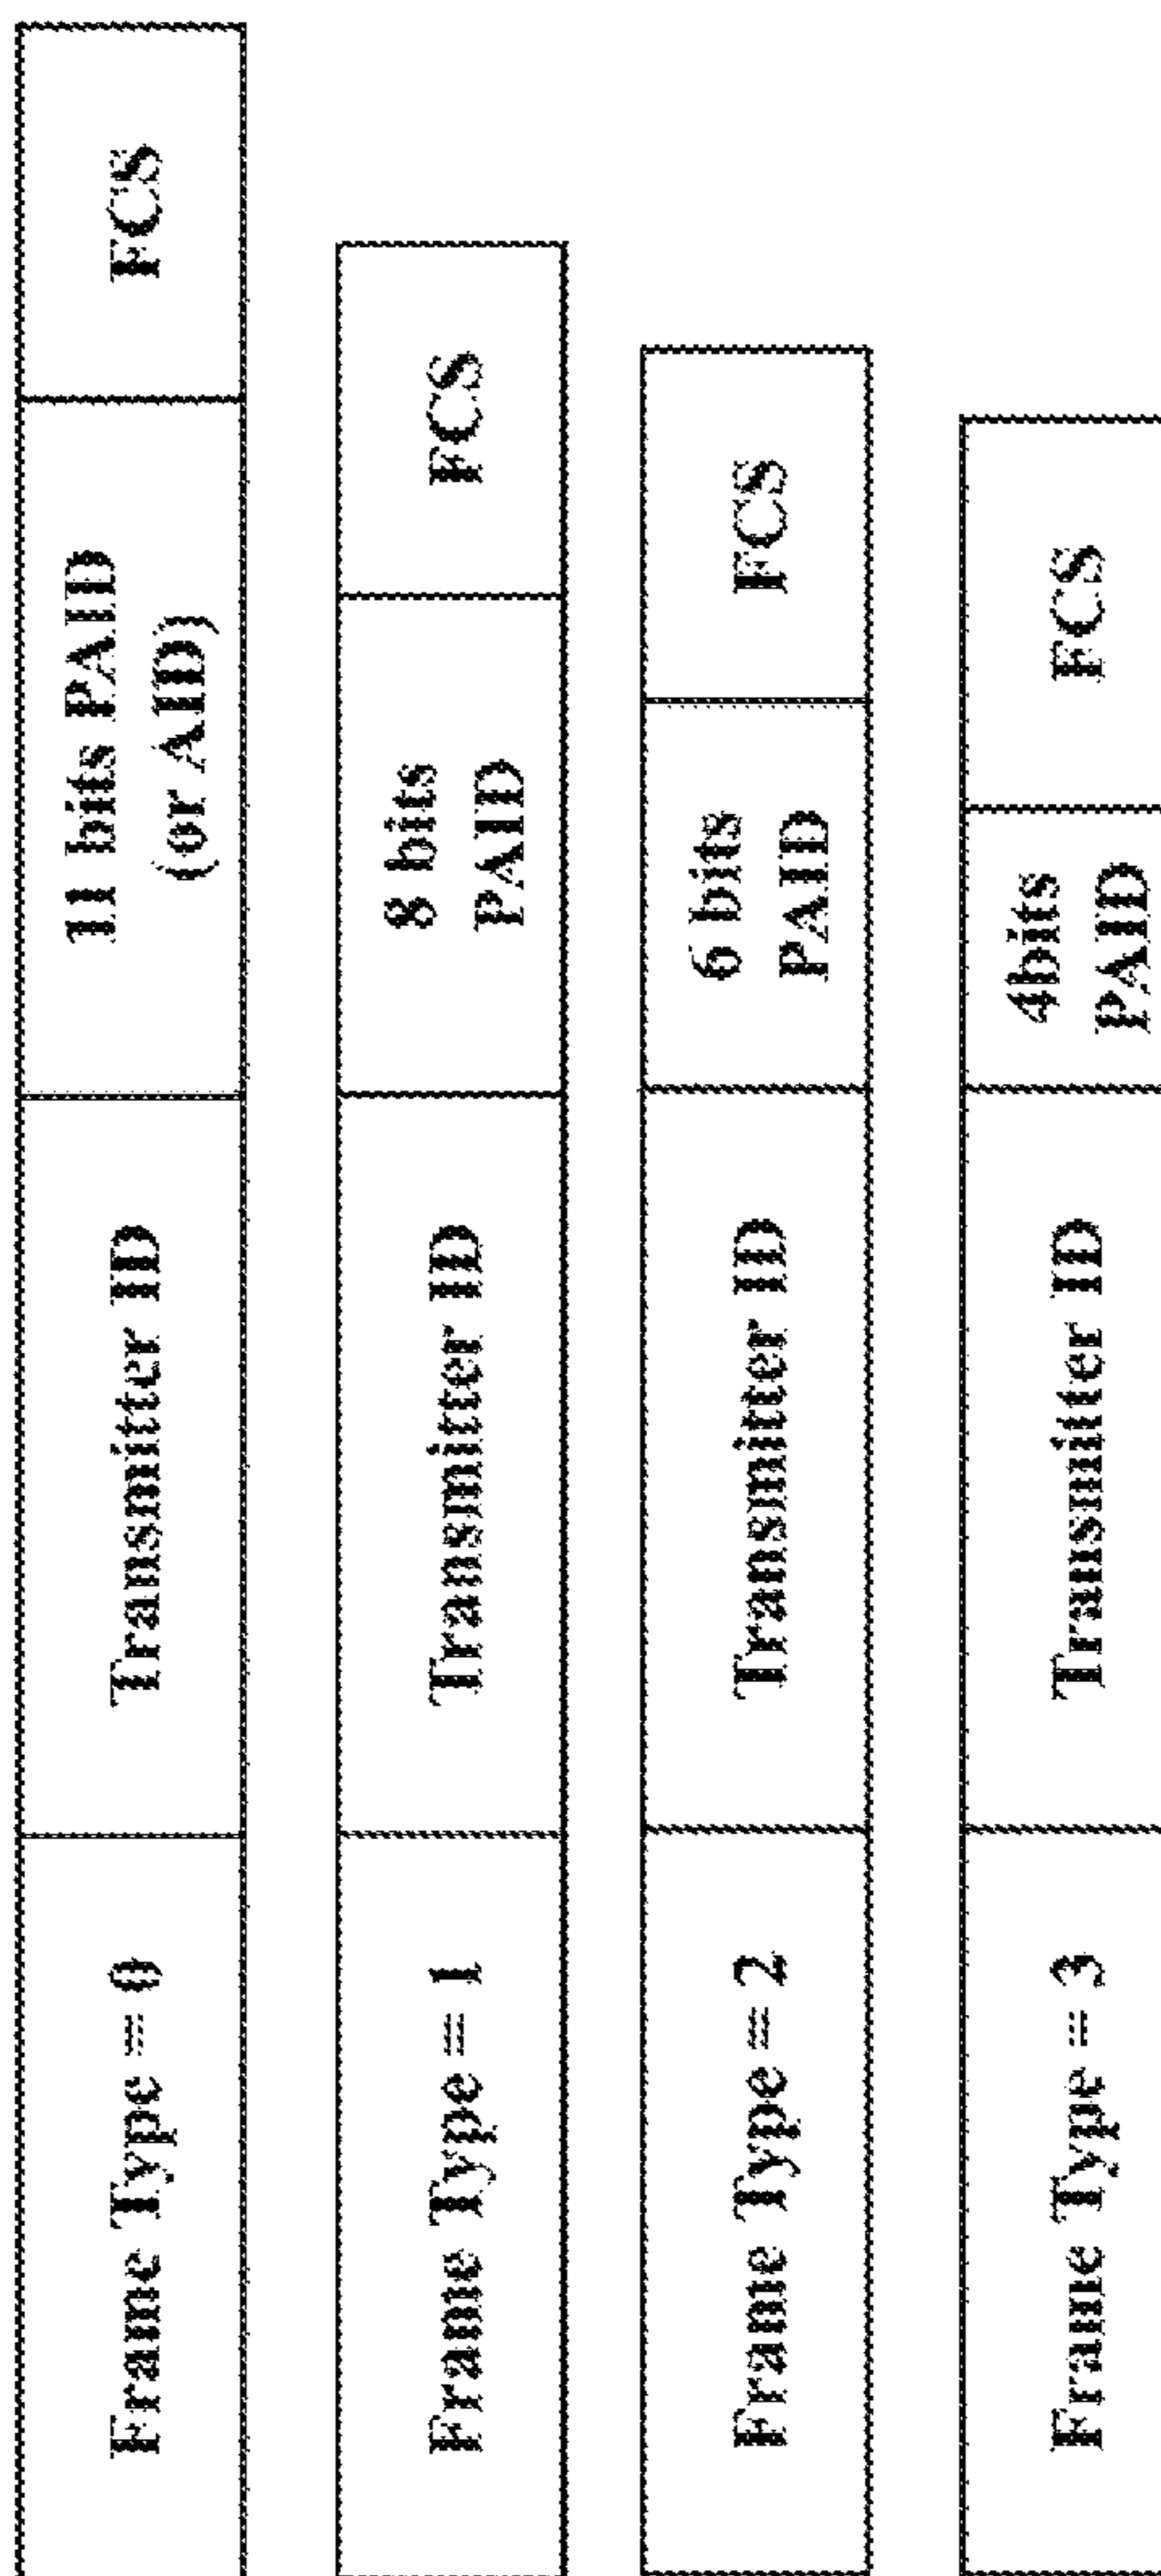 Frame Type = 0
Transmitter ID
11 bits PAID
(or AID)
FCS
Frame Type = 1
Transmitter ID
8 bits
PAID
FCS
Frame Type = 2
Transmitter ID
6 bits
PAID
FCS
Frame Type = 3
Transmitter ID
4bits
PAID
FCS